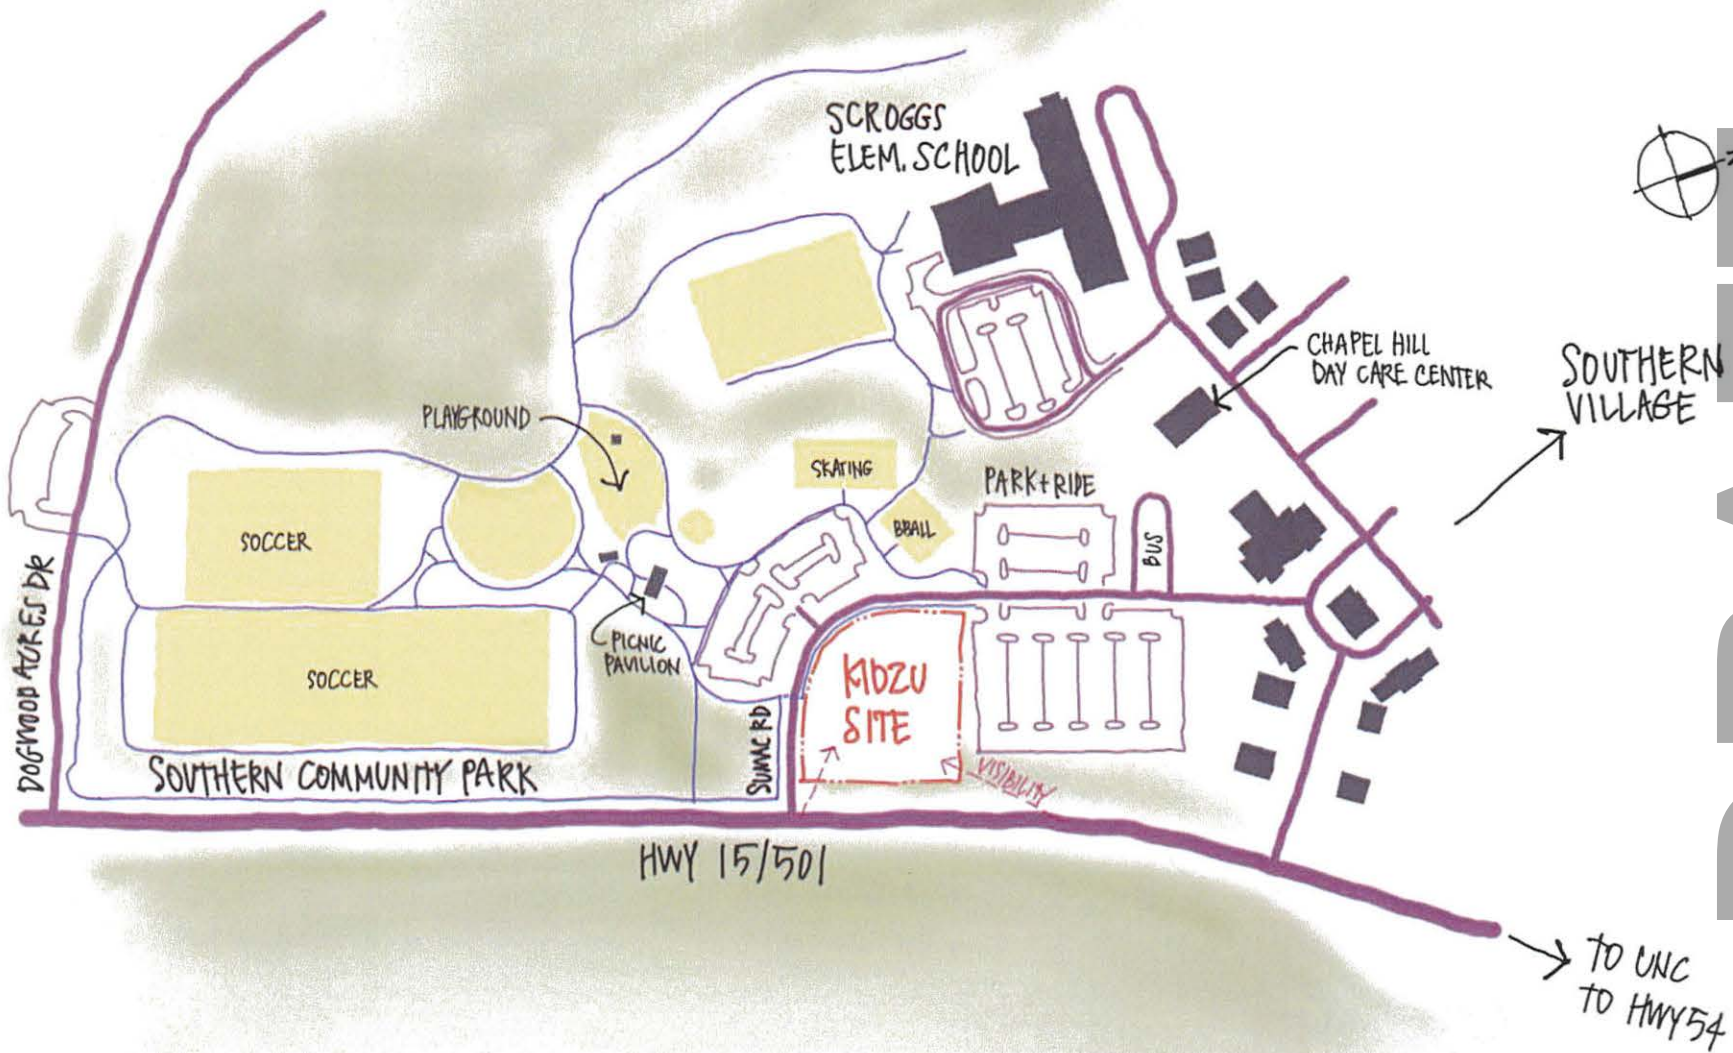 SCROGGS
ELEM. SCHOOL
CHAPEL HILL
DAY CARE CENTER
SOUTHERN
VILLAGE
PLAYGROUND
SKATING
PARK+RIDE
BBALL
BUS
SOCCER
DOGWOOD ACRES DR
PICNIC
PAVILION
SOCCER
KIDZU
SITE
SUMAC RD
VISIBILITY
SOUTHERN COMMUNITY PARK
HWY 15/501
TO UNC
TO HWY 54